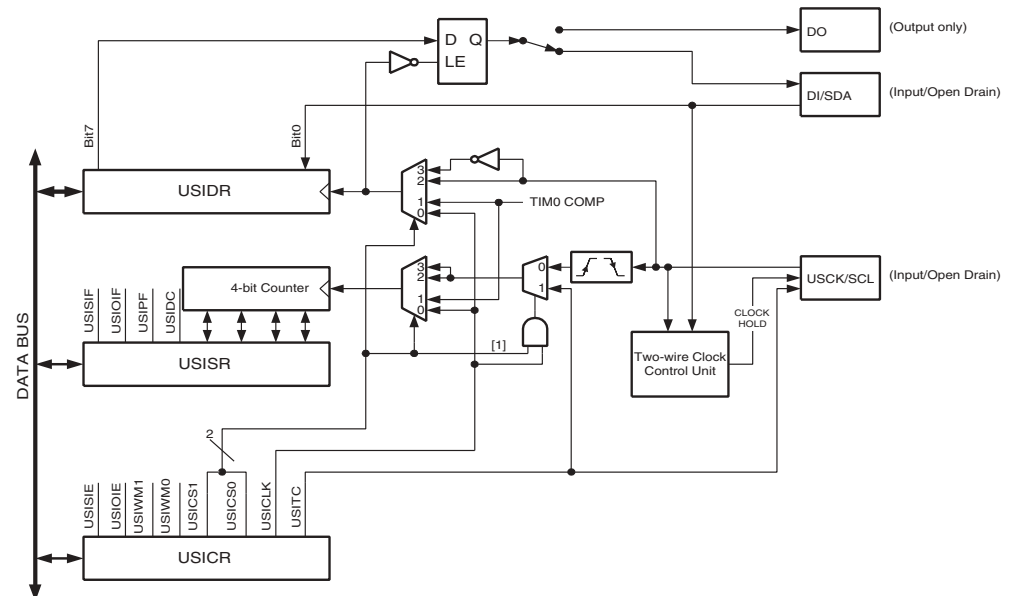 D Q
LE
DO
(Output only)
DI/SDA
(Input/Open Drain)
Bit7
Bit0
USIDR
3
2
1
0
TIM0 COMP
DATA BUS
4-bit Counter
USISIF
USIOIF
USIPF
USIDC
USISR
3
2
1
0
0
1
[1]
USCK/SCL
(Input/Open Drain)
CLOCK
HOLD
Two-wire Clock
Control Unit
2
USISIE
USIOIE
USIWM1
USIWM0
USICS1
USICS0
USICLK
USITC
USICR